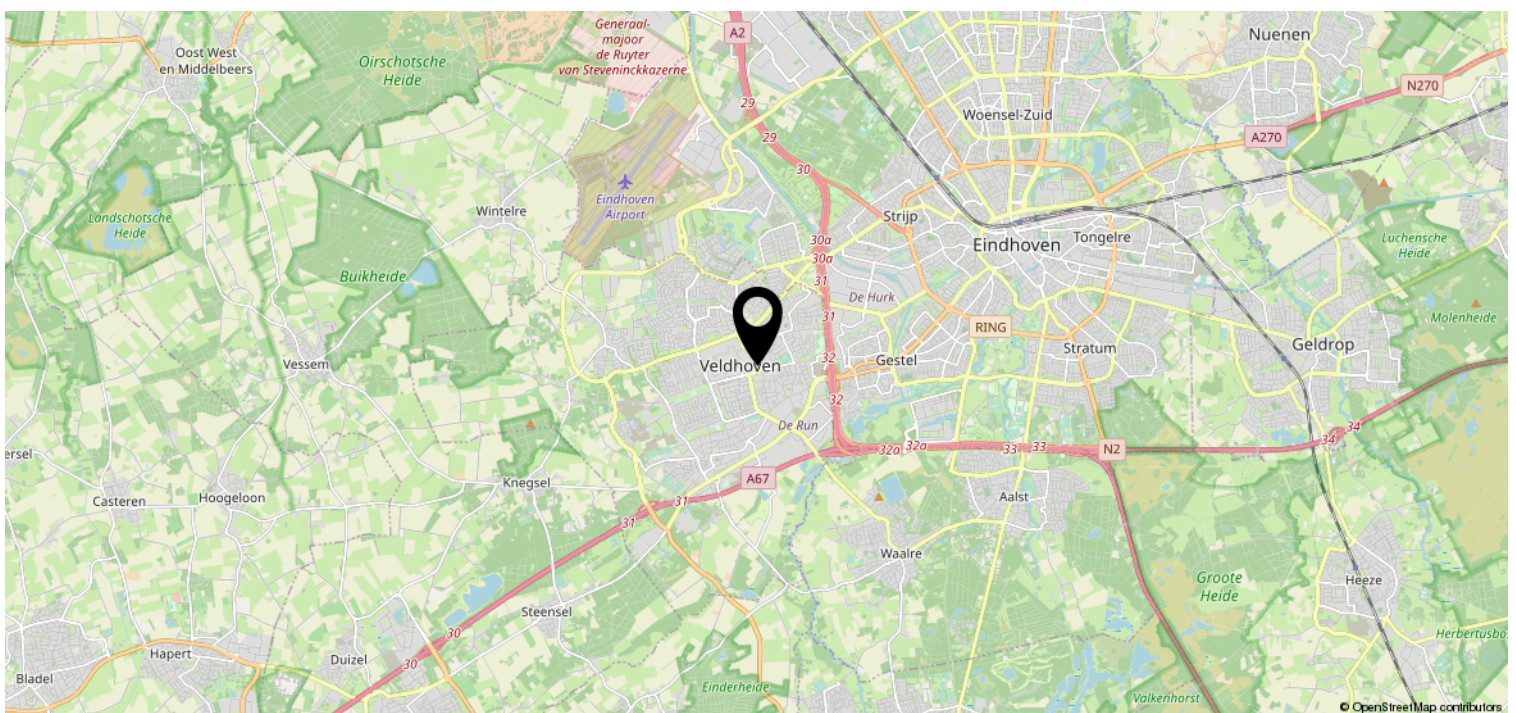 Generaal-
majoor
de Ruyter
van Steveninckkazerne
A2
Nuenen
Oost West
en Middelbeers
Oirschotsche
Heide
N270
29
Woensel-Zuid
29
A270
30
Eindhoven
Airport
Landschotsche
Heide
Wintelre
Strijp
30a
30a
Eindhoven
Tongelre
Luchensche
Heide
Buikheide
31
De Hurk
31
Molenheide
RING
Vessem
Veldhoven
32
Gestel
Stratum
Geldrop
32
De Run
34
34
ersel
32a
32a
33
33
N2
A67
Casteren
Hoogeloon
Knegsel
31
31
Aalst
Waalre
Groote
Heide
Heeze
Steensel
30
Herbertusbo
30
Hapert
Duizel
Bladel
Einderheide
Valkenhorst
© OpenStreetMap contributors